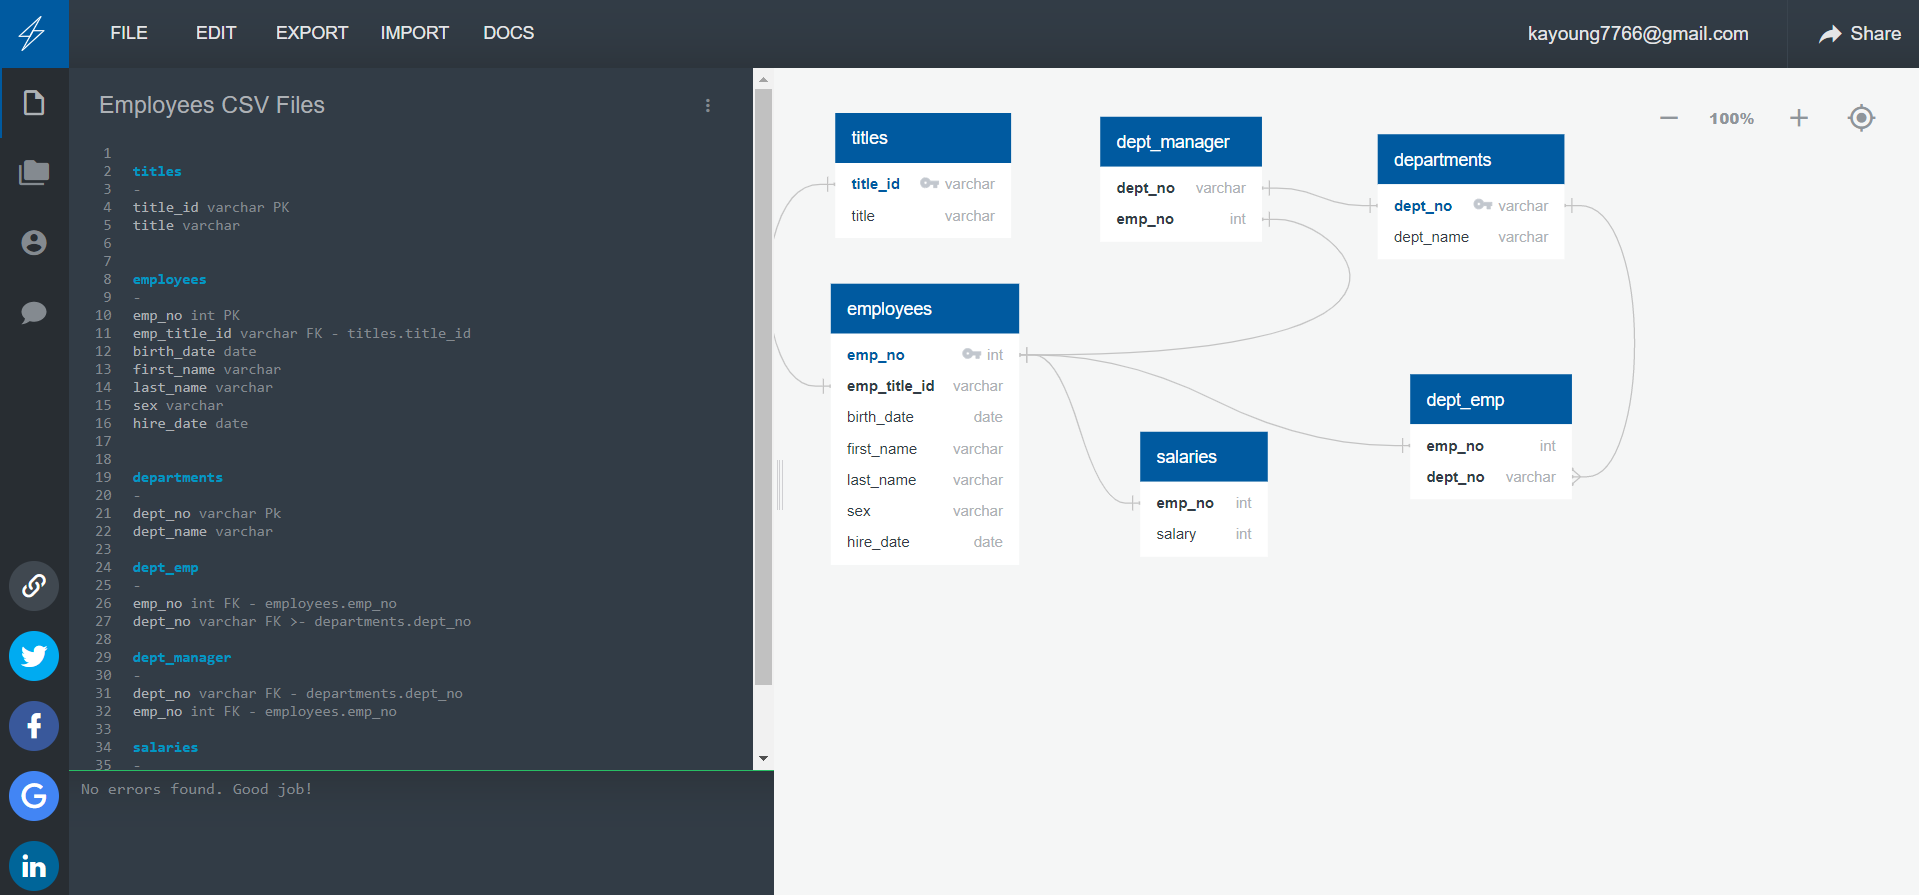 FILE EDIT EXPORT IMPORT DOCS kayoung7766@gmail.com Share
Employees CSV Files
1
2 titles
3 -
4 title_id varchar PK
5 title varchar
6
7
8 employees
9 -
10 emp_no int PK
11 emp_title_id varchar FK - titles.title_id
12 birth_date date
13 first_name varchar
14 last_name varchar
15 sex varchar
16 hire_date date
17
18
19 departments
20 -
21 dept_no varchar Pk
22 dept_name varchar
23
24 dept_emp
25 -
26 emp_no int FK - employees.emp_no
27 dept_no varchar FK >- departments.dept_no
28
29 dept_manager
30 -
31 dept_no varchar FK - departments.dept_no
32 emp_no int FK - employees.emp_no
33
34 salaries
35 -
No errors found. Good job!
100%
titles
title_id varchar
title varchar
dept_manager
dept_no varchar
emp_no int
departments
dept_no varchar
dept_name varchar
employees
emp_no int
emp_title_id varchar
birth_date date
first_name varchar
last_name varchar
sex varchar
hire_date date
salaries
emp_no int
salary int
dept_emp
emp_no int
dept_no varchar
f
G
in